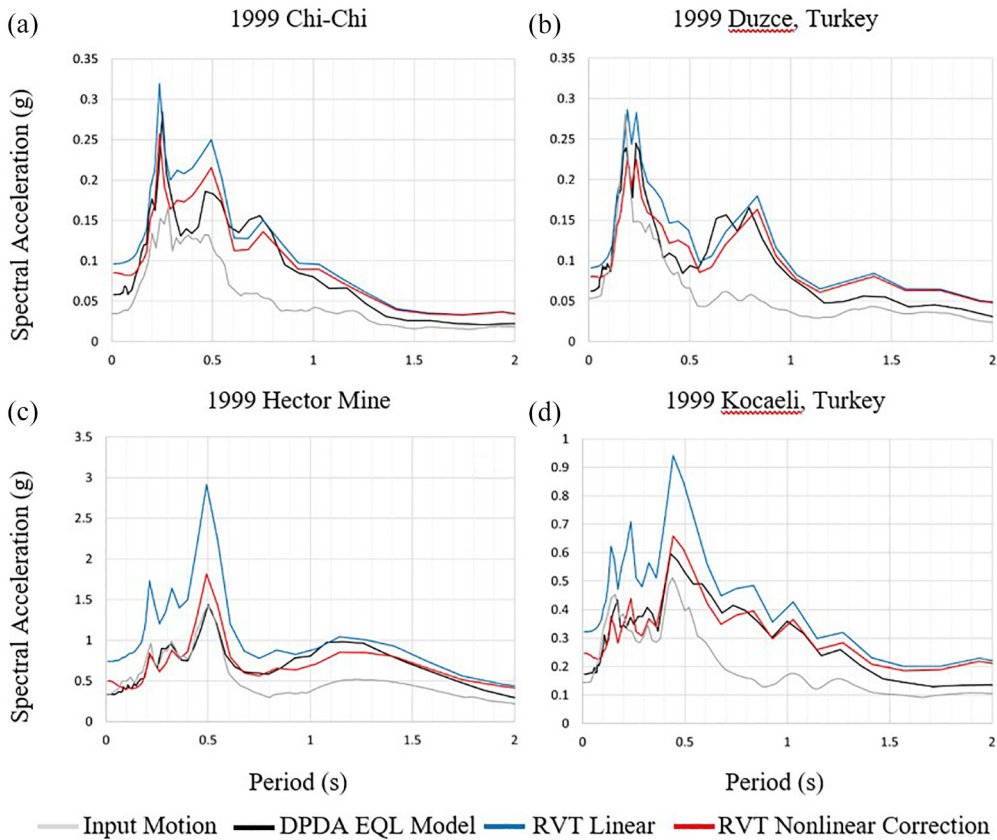 (a) 1999 Chi-Chi
Spectral Acceleration (g)
0.35
0.3
0.25
0.2
0.15
0.1
0.05
0
0 0.5 1 1.5 2
(b) 1999 Duzce, Turkey
0.35
0.3
0.25
0.2
0.15
0.1
0.05
0
0 0.5 1 1.5 2
(c) 1999 Hector Mine
Spectral Acceleration (g)
3.5
3
2.5
2
1.5
1
0.5
0
0 0.5 1 1.5 2
Period (s)
(d) 1999 Kocaeli, Turkey
1
0.9
0.8
0.7
0.6
0.5
0.4
0.3
0.2
0.1
0
0 0.5 1 1.5 2
Period (s)
Input Motion DPDA EQL Model RVT Linear RVT Nonlinear Correction